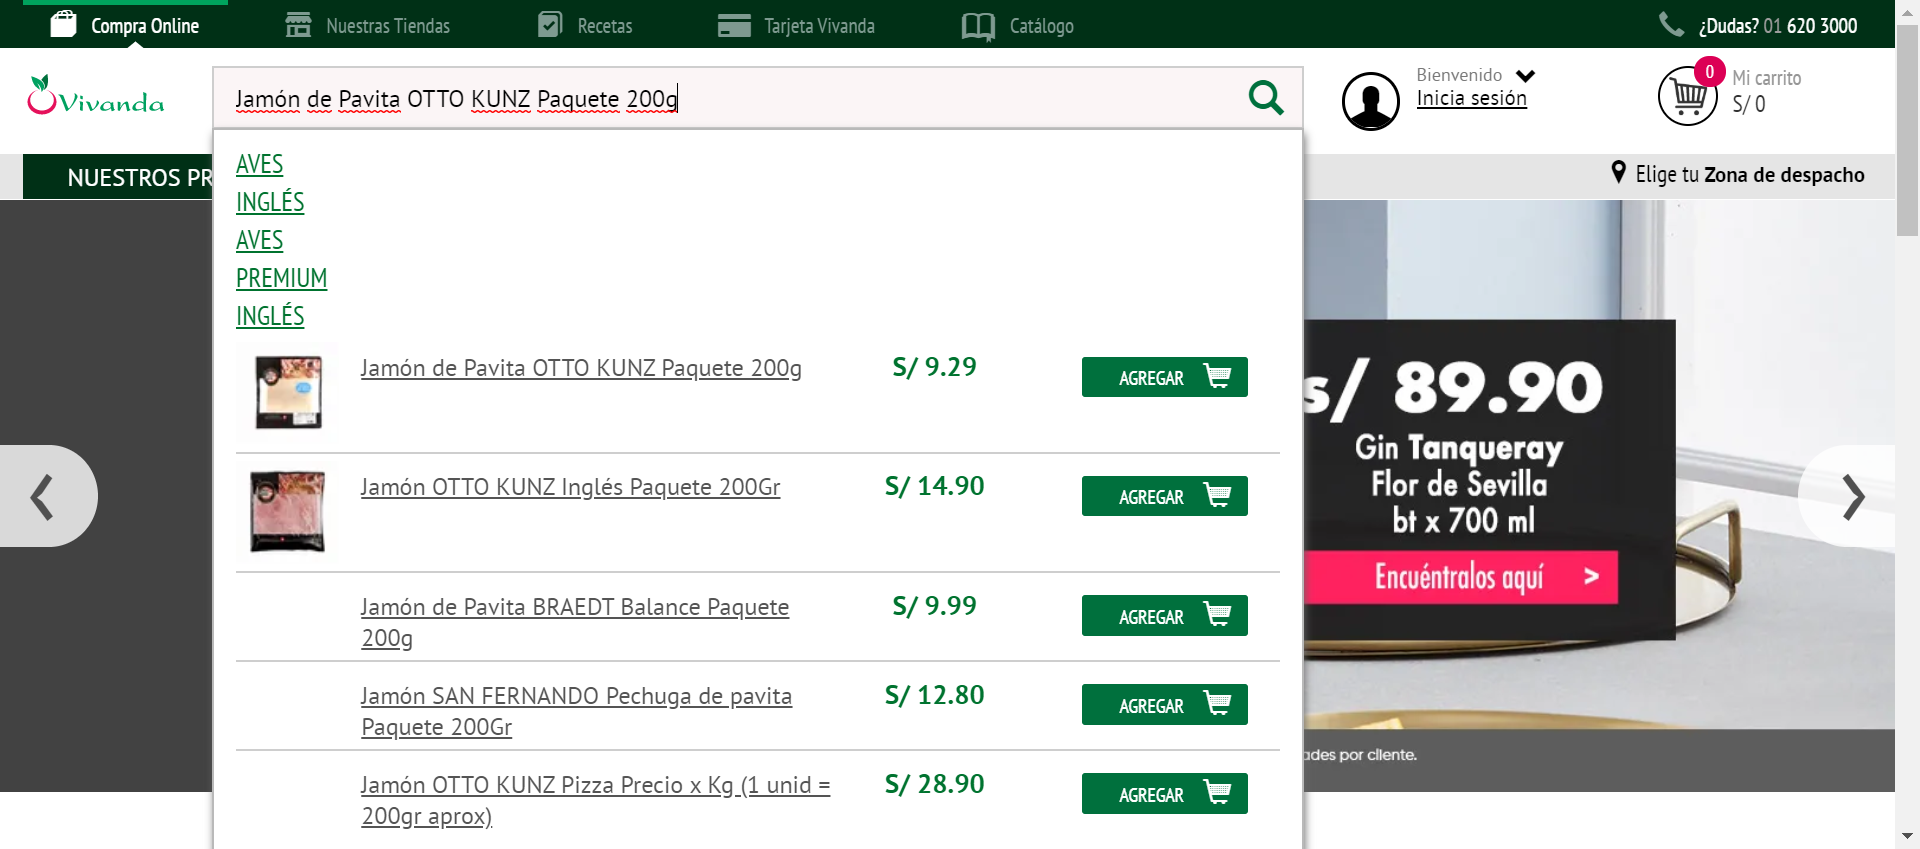 Compra Online
Nuestras Tiendas
Recetas
Tarjeta Vivanda
Catálogo
¿Dudas? 01 620 3000
Vivanda
Jamón de Pavita OTTO KUNZ Paquete 200g
Bienvenido
Inicia sesión
0
Mi carrito
S/ 0
NUESTROS PR
Elige tu Zona de despacho
AVES
INGLÉS
AVES
PREMIUM
INGLÉS
Jamón de Pavita OTTO KUNZ Paquete 200g
S/ 9.29
AGREGAR
Jamón OTTO KUNZ Inglés Paquete 200Gr
S/ 14.90
AGREGAR
Jamón de Pavita BRAEDT Balance Paquete
200g
S/ 9.99
AGREGAR
Jamón SAN FERNANDO Pechuga de pavita
Paquete 200Gr
S/ 12.80
AGREGAR
Jamón OTTO KUNZ Pizza Precio x Kg (1 unid =
200gr aprox)
S/ 28.90
AGREGAR
s/ 89.90
Gin Tanqueray
Flor de Sevilla
bt x 700 ml
Encuéntralos aquí >
ades por cliente.